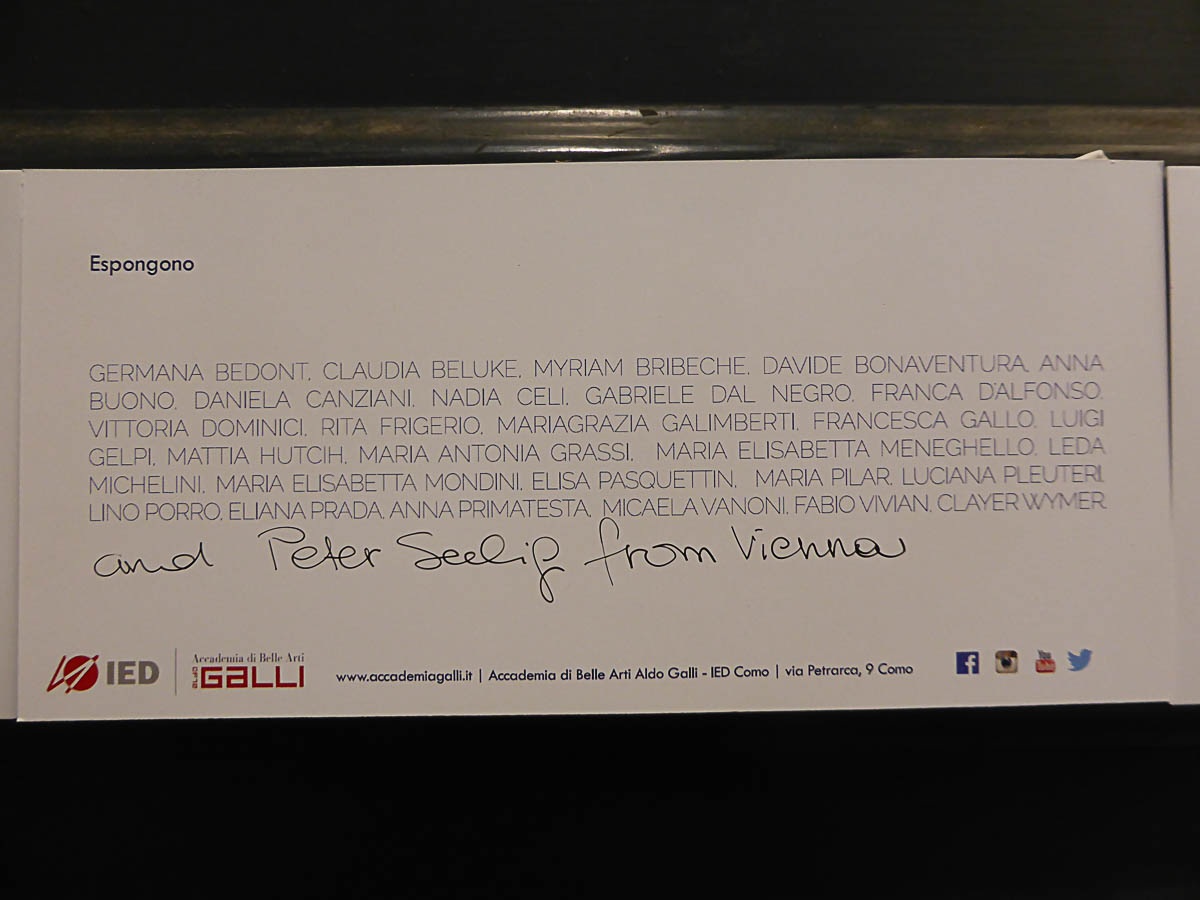 Espongono
GERMANA BEDONT, CLAUDIA BELUKE, MYRIAM BRIBECHE, DAVIDE BONAVENTURA, ANNA
BUONO, DANIELA CANZIANI, NADIA CELI, GABRIELE DAL NEGRO, FRANCA D'ALFONSO,
VITTORIA DOMINICI, RITA FRIGERIO, MARIAGRAZIA GALIMBERTI, FRANCESCA GALLO, LUIGI
GELPI, MATTIA HUTCIH, MARIA ANTONIA GRASSI, MARIA ELISABETTA MENEGHELLO, LEDA
MICHELINI, MARIA ELISABETTA MONDINI, ELISA PASQUETTIN, MARIA PILAR, LUCIANA PLEUTERI,
LINO PORRO, ELIANA PRADA, ANNA PRIMATESTA, MICAELA VANONI, FABIO VIVIAN, CLAYER WYMER
and Peter Seelig from Vienna
IED
Accademia di Belle Arti
ALDO GALLI
www.accademiagalli.it | Accademia di Belle Arti Aldo Galli - IED Como | via Petrarca, 9 Como
You Tube